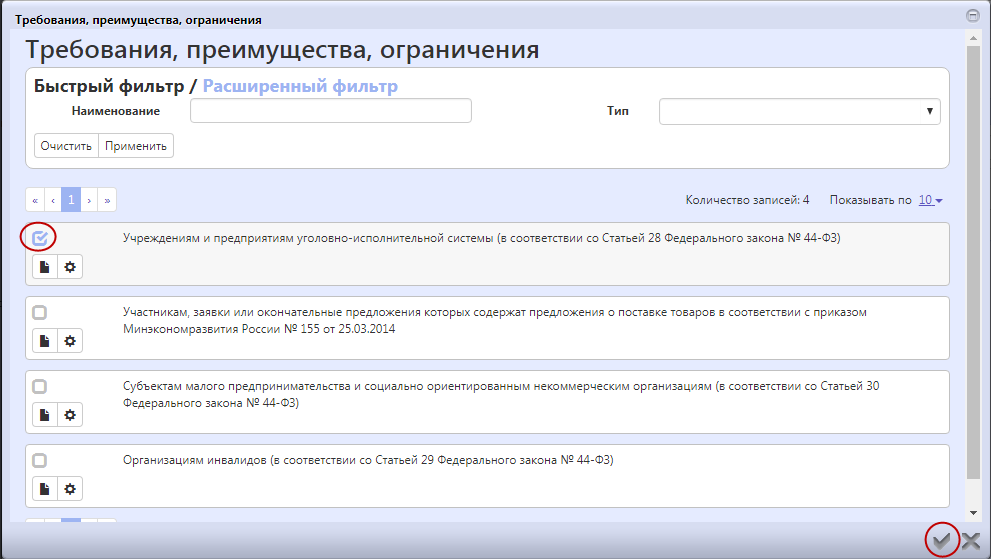 Требования, преимущества, ограничения
Требования, преимущества, ограничения
Быстрый фильтр / Расширенный фильтр
Наименование Тип
Очистить Применить
« ‹ 1 › » Количество записей: 4 Показывать по 10
Учреждениям и предприятиям уголовно-исполнительной системы (в соответствии со Статьей 28 Федерального закона № 44-ФЗ)
Участникам, заявки или окончательные предложения которых содержат предложения о поставке товаров в соответствии с приказом
Минэкономразвития России № 155 от 25.03.2014
Субъектам малого предпринимательства и социально ориентированным некоммерческим организациям (в соответствии со Статьей 30
Федерального закона № 44-ФЗ)
Организациям инвалидов (в соответствии со Статьей 29 Федерального закона № 44-ФЗ)